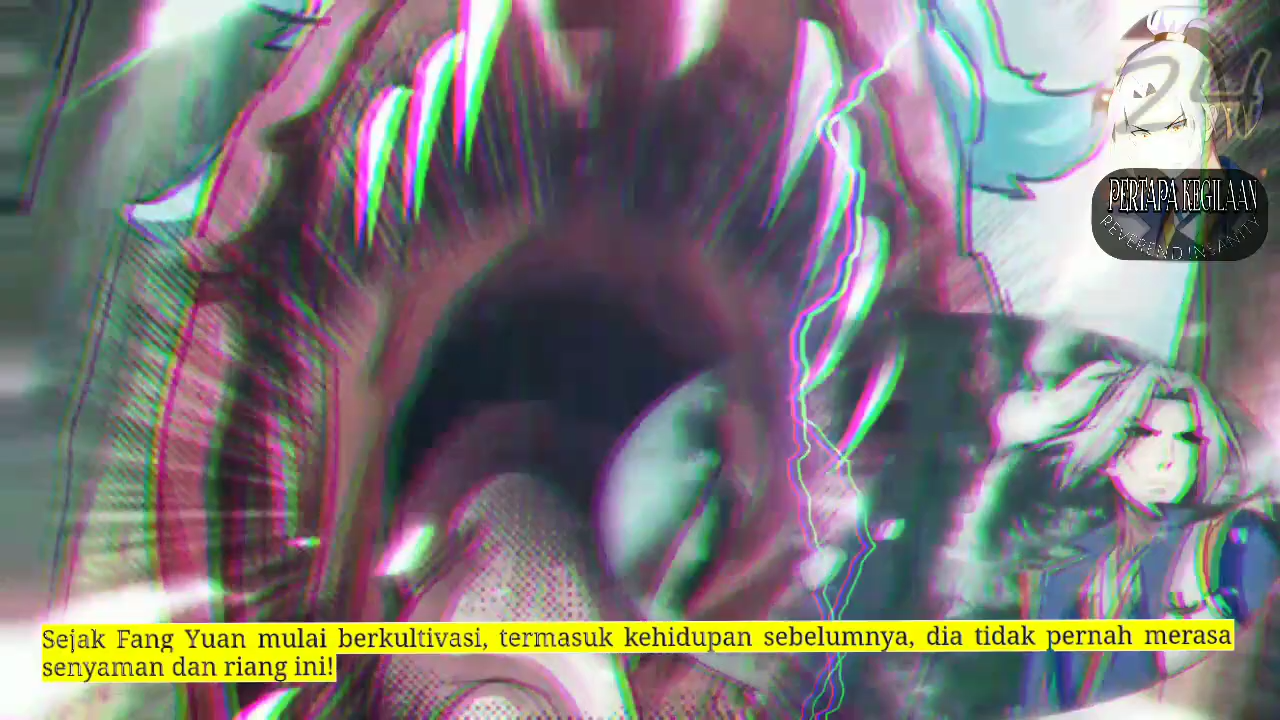 24
PERTAPA KEGILAAN
REVEREND INSANITY
Sejak Fang Yuan mulai berkultivasi, termasuk kehidupan sebelumnya, dia tidak pernah merasa
senyaman dan riang ini!